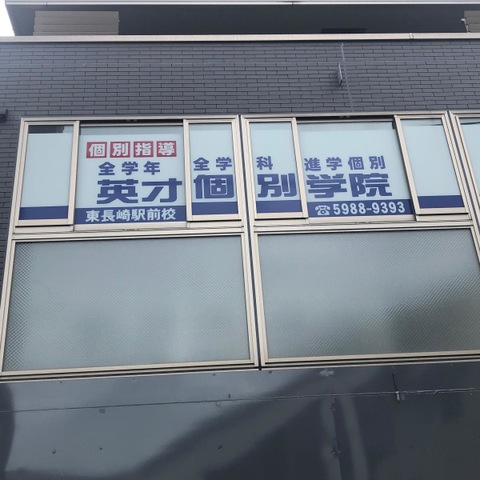 個別指導
全学年 全学科 進学個別
英才個別学院
東長崎駅前校 ☎5988-9393